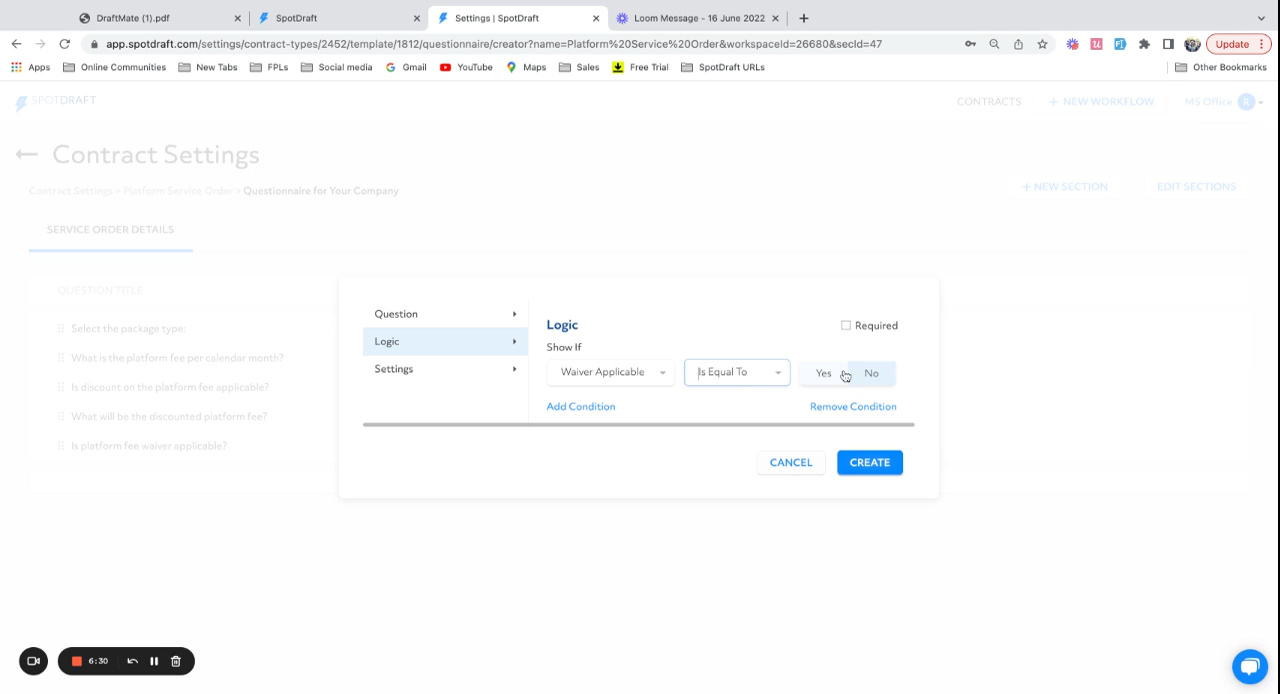 DraftMate (1).pdf
SpotDraft
Settings | SpotDraft
Loom Message - 16 June 2022
app.spotdraft.com/settings/contract-types/2452/template/1812/questionnaire/creator?name=Platform%20Service%20Order&workspaceId=26680&secId=47
Update
Apps
Online Communities
New Tabs
FPLs
Social media
Gmail
YouTube
Maps
Sales
Free Trial
SpotDraft URLs
Other Bookmarks
SPOTDRAFT
CONTRACTS
+ NEW WORKFLOW
MS Office
R
Contract Settings
Contract Settings > Platform Service Order > Questionnaire for Your Company
+ NEW SECTION
EDIT SECTIONS
SERVICE ORDER DETAILS
QUESTION TITLE
Select the package type:
What is the platform fee per calendar month?
Is discount on the platform fee applicable?
What will be the discounted platform fee?
Is platform fee waiver applicable?
Question
Logic
Settings
Logic
Required
Show If
Waiver Applicable
Is Equal To
Yes
No
Add Condition
Remove Condition
CANCEL
CREATE
6:30